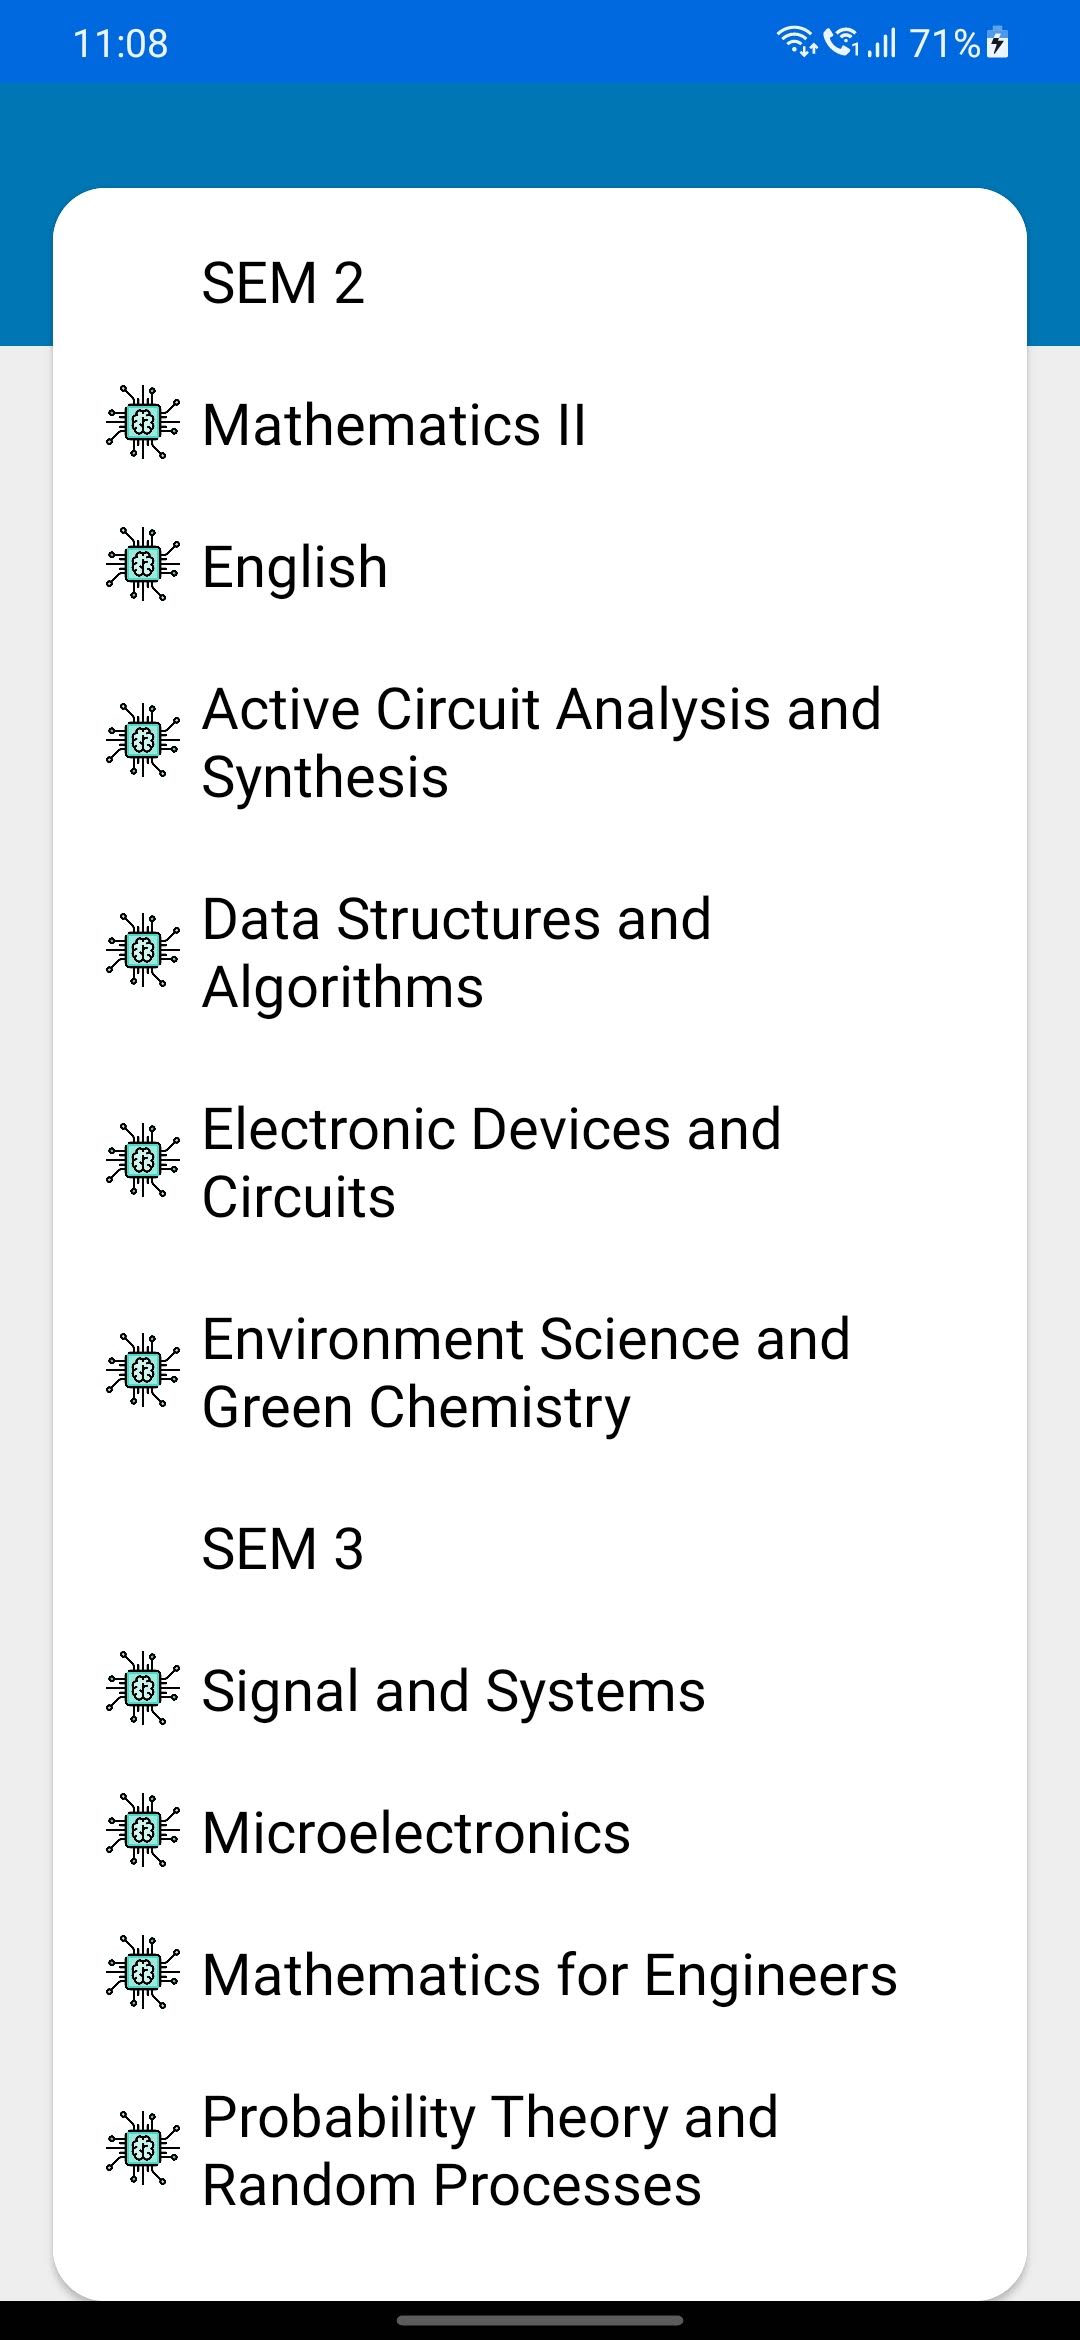 11:08 71%
SEM 2
Mathematics II
English
Active Circuit Analysis and
Synthesis
Data Structures and
Algorithms
Electronic Devices and
Circuits
Environment Science and
Green Chemistry
SEM 3
Signal and Systems
Microelectronics
Mathematics for Engineers
Probability Theory and
Random Processes